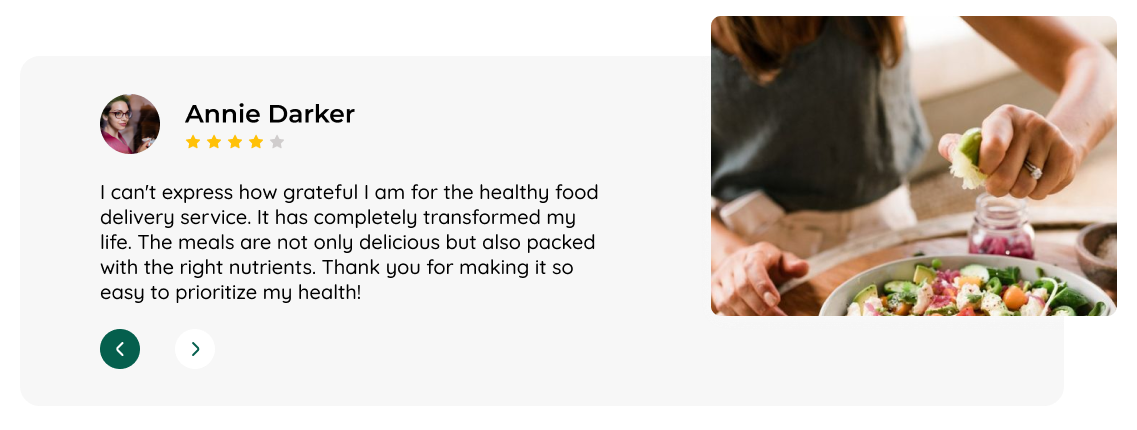 Annie Darker
I can't express how grateful I am for the healthy food
delivery service. It has completely transformed my
life. The meals are not only delicious but also packed
with the right nutrients. Thank you for making it so
easy to prioritize my health!